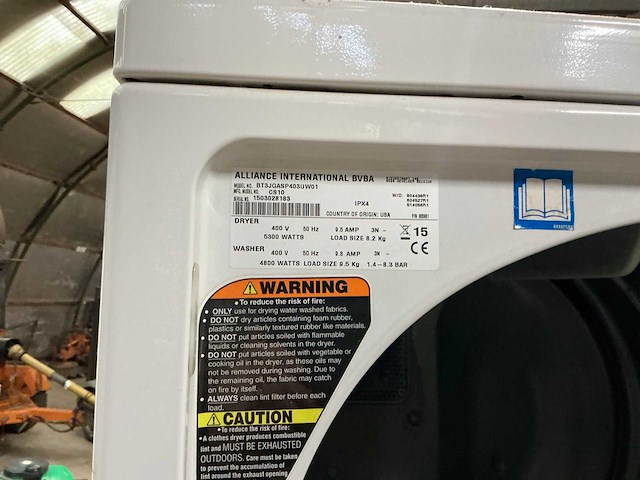 ALLIANCE INTERNATIONAL BVBA
MODEL NO. BT3JGASP403UW01
MFG MODEL NO. CS10
SERIAL NO. 1503028183
IPX4
COUNTRY OF ORIGIN: USA
DRYER
400 V 50 Hz 9.5 AMP 3N ~
5300 WATTS LOAD SIZE 8.2 Kg
15
CE
WASHER
400 V 50 Hz 9.8 AMP 3N ~
4800 WATTS LOAD SIZE 9.5 Kg 1.4–8.3 BAR
WARNING
• To reduce the risk of fire:
• ONLY use for drying water washed fabrics.
• DO NOT dry articles containing foam rubber,
plastics or similarly textured rubber like materials.
• DO NOT put articles soiled with flammable
liquids or cleaning solvents in the dryer.
• DO NOT put articles soiled with vegetable or
cooking oil in the dryer, as these oils may
not be removed during washing. Due to
the remaining oil, the fabric may catch
on fire by itself.
• ALWAYS clean lint filter before each
load.
CAUTION
• To reduce the risk of fire:
• A clothes dryer produces combustible
lint and MUST BE EXHAUSTED
OUTDOORS. Care must be taken
to prevent the accumulation of
lint around the exhaust opening